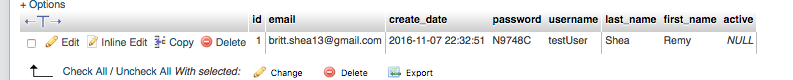 + Options
←T→ id email create_date password username last_name first_name active
Edit Inline Edit Copy Delete 1 britt.shea13@gmail.com 2016-11-07 22:32:51 N9748C testUser Shea Remy NULL
Check All / Uncheck All With selected: Change Delete Export